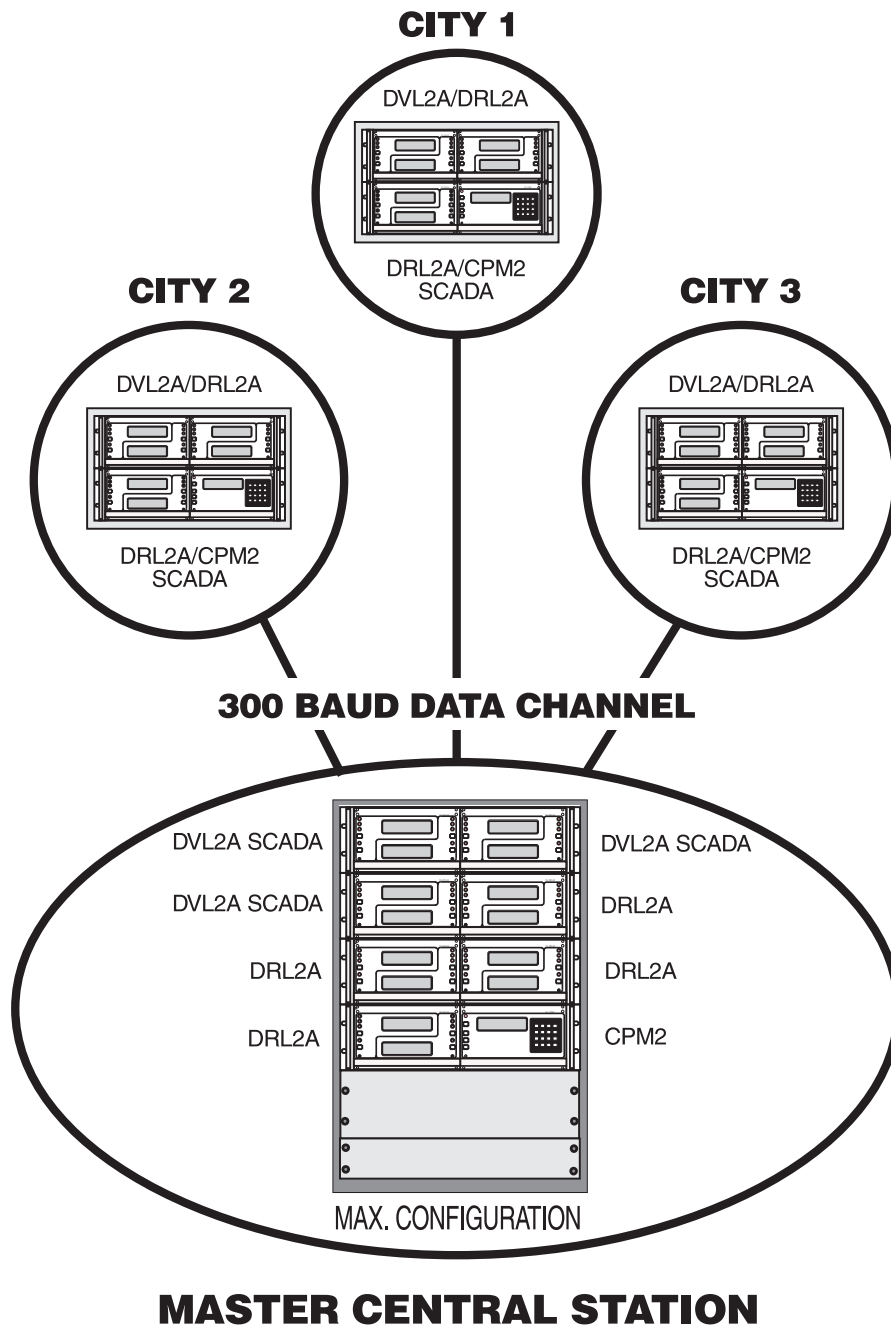 CITY 1
DVL2A/DRL2A
DRL2A/CPM2
SCADA
CITY 2
DVL2A/DRL2A
DRL2A/CPM2
SCADA
CITY 3
DVL2A/DRL2A
DRL2A/CPM2
SCADA
300 BAUD DATA CHANNEL
DVL2A SCADA
DVL2A SCADA
DVL2A SCADA
DRL2A
DRL2A
DRL2A
DRL2A
CPM2
MAX. CONFIGURATION
MASTER CENTRAL STATION